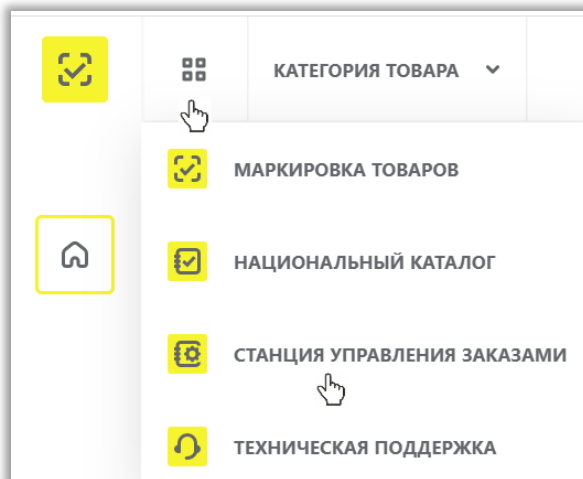 КАТЕГОРИЯ ТОВАРА
МАРКИРОВКА ТОВАРОВ
НАЦИОНАЛЬНЫЙ КАТАЛОГ
СТАНЦИЯ УПРАВЛЕНИЯ ЗАКАЗАМИ
ТЕХНИЧЕСКАЯ ПОДДЕРЖКА